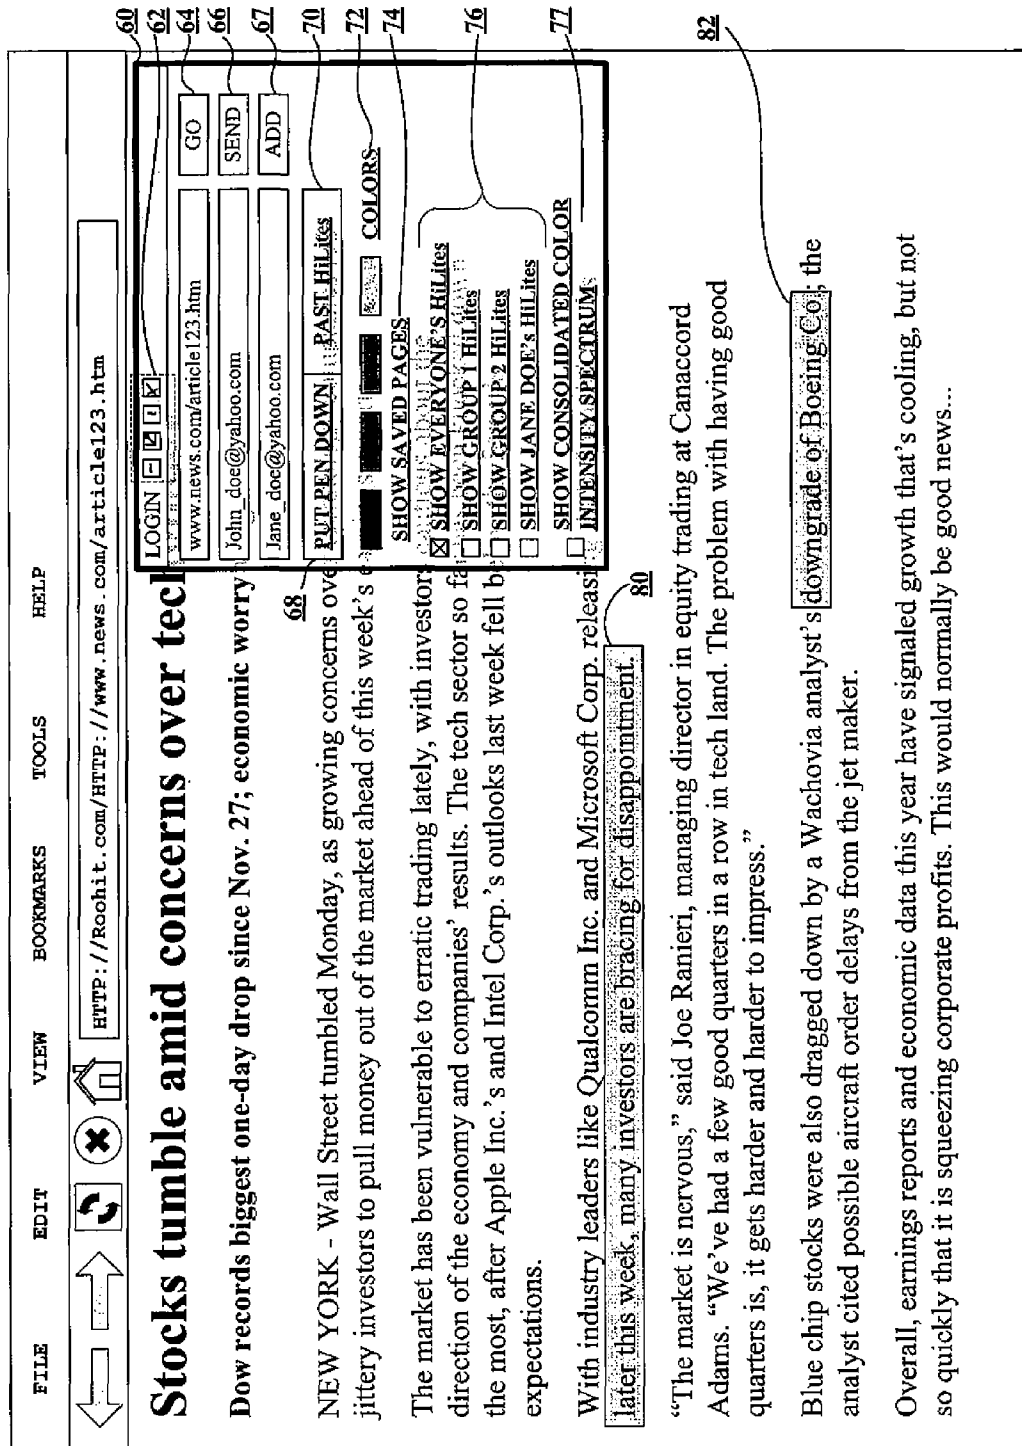 FILE EDIT VIEW BOOKMARKS TOOLS HELP
HTTP://Roohit.com/HTTP://www.news.com/article123.htm
Stocks tumble amid concerns over tech
Dow records biggest one-day drop since Nov. 27; economic worry
NEW YORK - Wall Street tumbled Monday, as growing concerns ove
jittery investors to pull money out of the market ahead of this week's e
The market has been vulnerable to erratic trading lately, with investor
direction of the economy and companies' results. The tech sector so fa
the most, after Apple Inc.'s and Intel Corp.'s outlooks last week fell be
expectations.
With industry leaders like Qualcomm Inc. and Microsoft Corp. releasi
later this week, many investors are bracing for disappointment.
“The market is nervous,” said Joe Ranieri, managing director in equity trading at Canaccord
Adams. “We've had a few good quarters in a row in tech land. The problem with having good
quarters is, it gets harder and harder to impress.”
Blue chip stocks were also dragged down by a Wachovia analyst's downgrade of Boeing Co.; the
analyst cited possible aircraft order delays from the jet maker.
Overall, earnings reports and economic data this year have signaled growth that's cooling, but not
so quickly that it is squeezing corporate profits. This would normally be good news...
LOGIN
www.news.com/article123.htm GO
John_doe@yahoo.com SEND
Jane_doc@yahoo.com ADD
PUT PEN DOWN PAST HiLites
COLORS
SHOW SAVED PAGES
SHOW EVERYONE'S HiLites
SHOW GROUP 1 HiLites
SHOW GROUP 2 HiLites
SHOW JANE DOE's HiLites
SHOW CONSOLIDATED COLOR
INTENSITY SPECTRUM
60
62
64
66
67
68
70
72
74
76
77
80
82